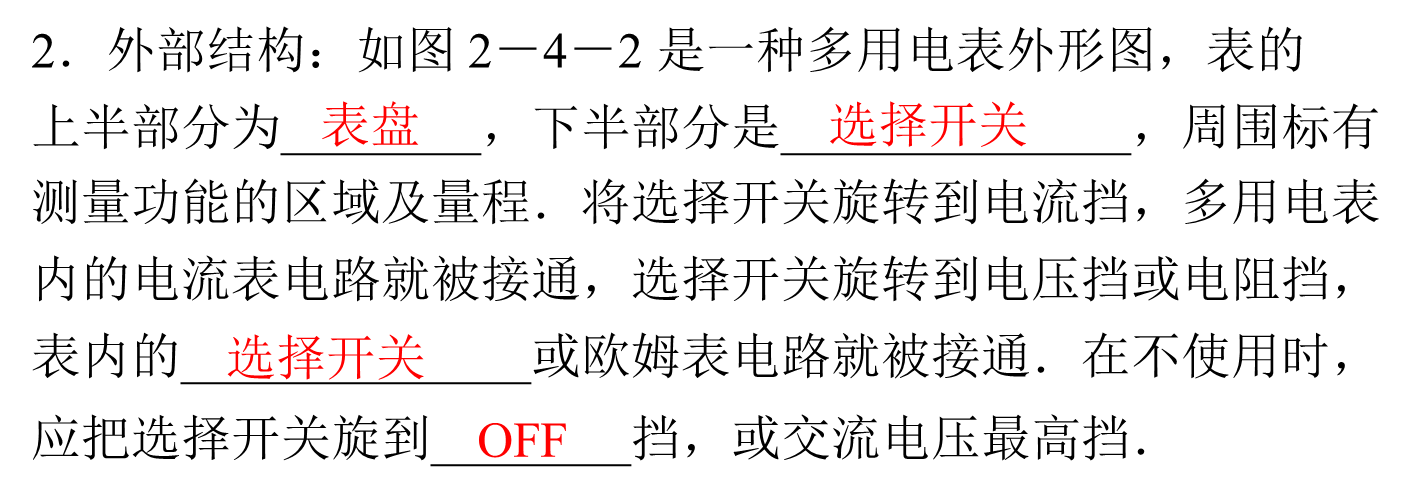 2．外部结构：如图 2－4－2 是一种多用电表外形图，表的
上半部分为 表盘 ，下半部分是 选择开关 ，周围标有
测量功能的区域及量程．将选择开关旋转到电流挡，多用电表
内的电流表电路就被接通，选择开关旋转到电压挡或电阻挡，
表内的 选择开关 或欧姆表电路就被接通．在不使用时，
应把选择开关旋到 OFF 挡，或交流电压最高挡．